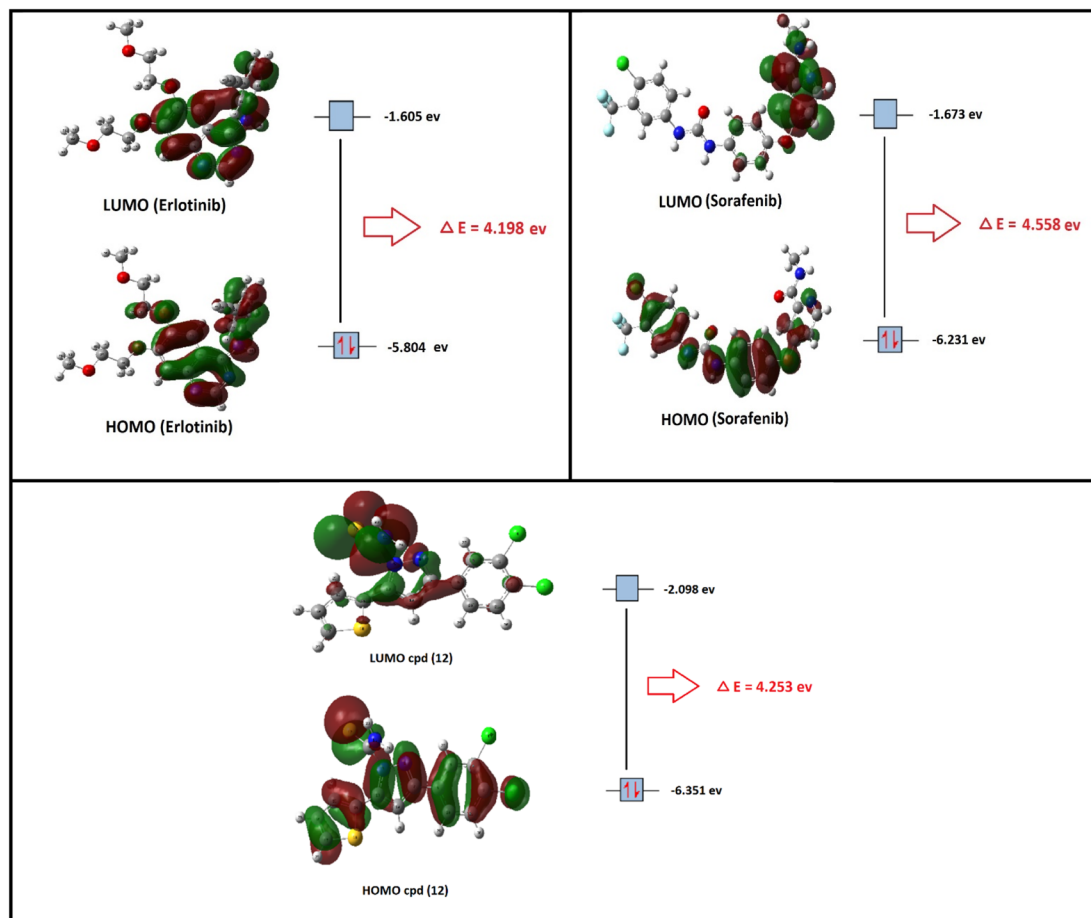 -1.605 ev
LUMO (Erlotinib)
△ E = 4.198 ev
-5.804 ev
HOMO (Erlotinib)
-1.673 ev
LUMO (Sorafenib)
△ E = 4.558 ev
-6.231 ev
HOMO (Sorafenib)
-2.098 ev
LUMO cpd (12)
△ E = 4.253 ev
-6.351 ev
HOMO cpd (12)